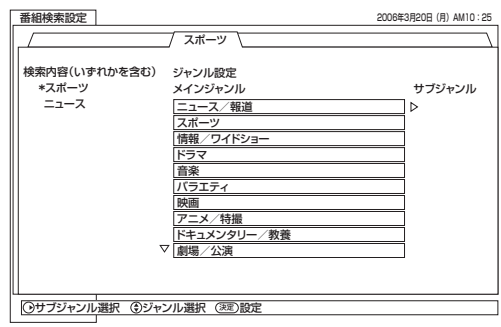 番組検索設定 2006年3月20日 (月) AM10:25
スポーツ
検索内容(いずれかを含む) ジャンル設定
*スポーツ メインジャンル サブジャンル
ニュース ニュース/報道 ▷
スポーツ
情報/ワイドショー
ドラマ
音楽
バラエティ
映画
アニメ/特撮
ドキュメンタリー/教養
▽ 劇場/公演
サブジャンル選択 ジャンル選択 決定 設定